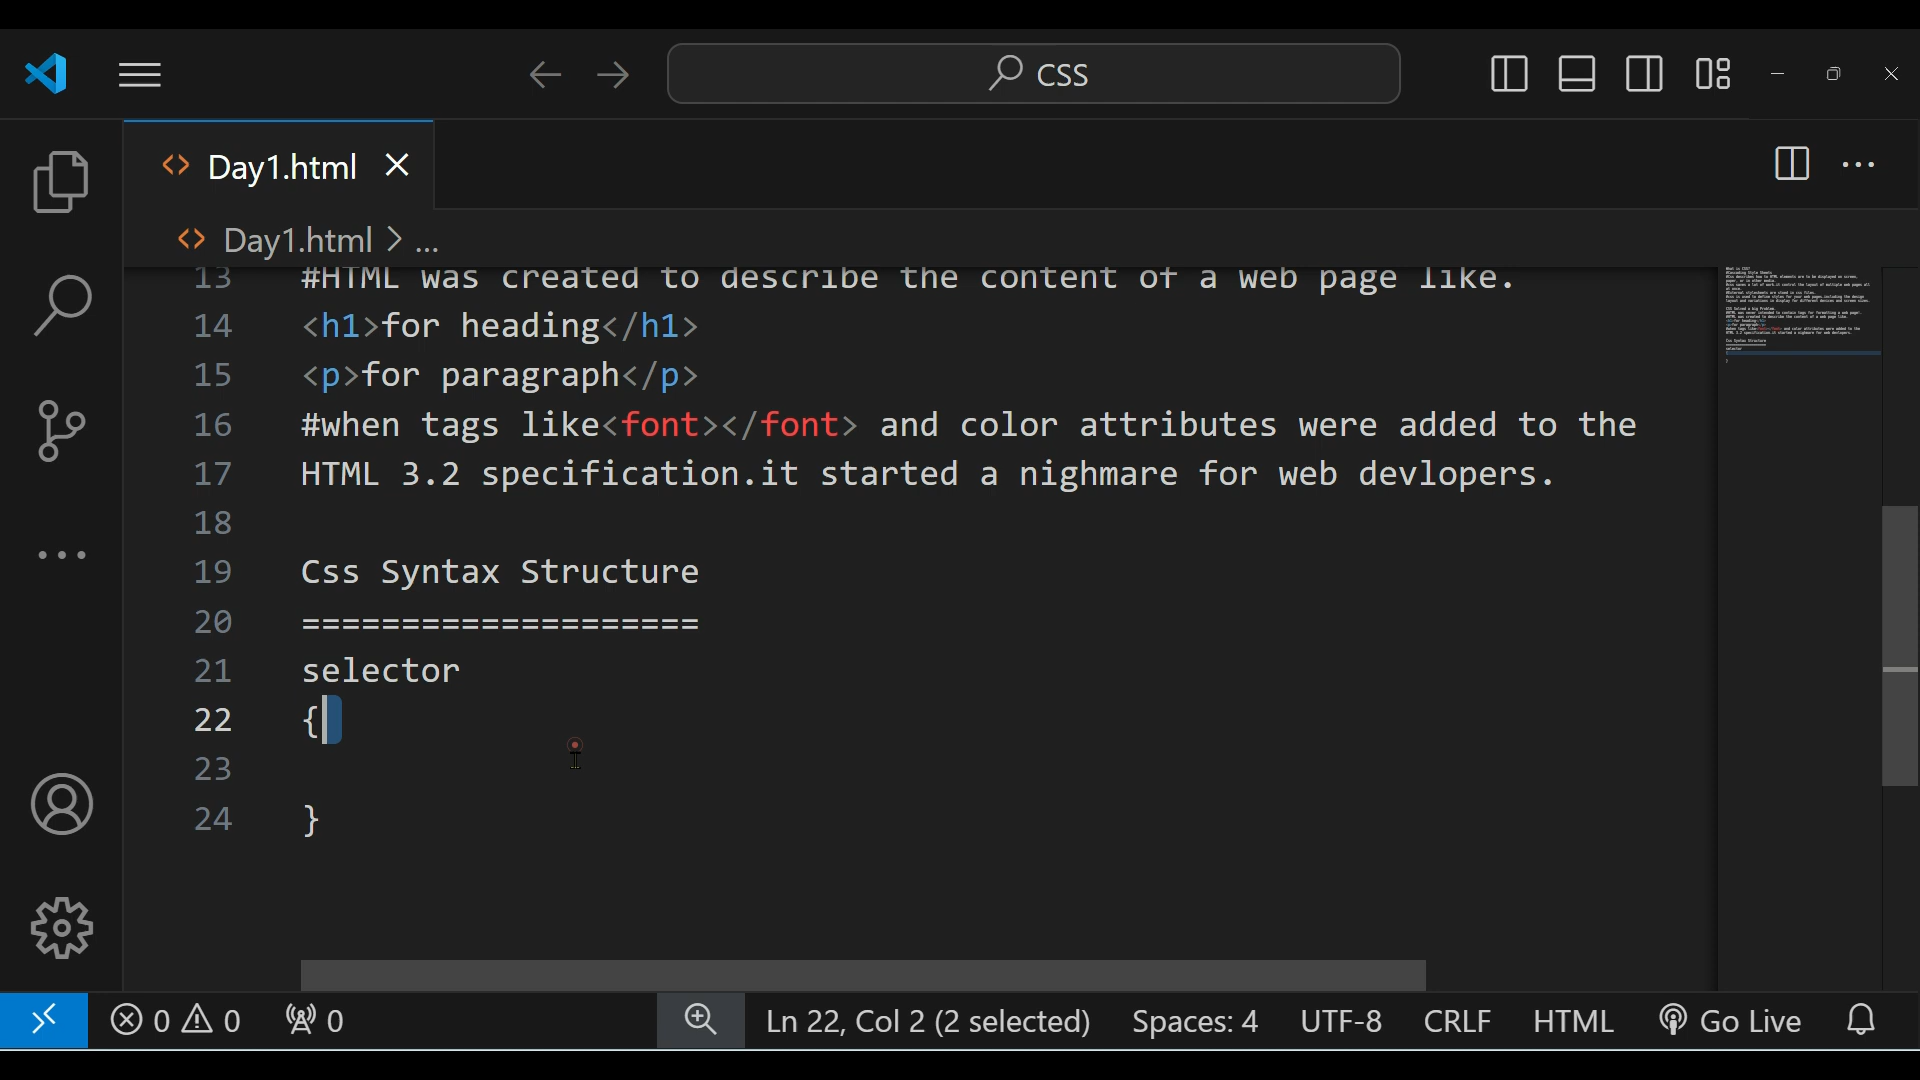 CSS
Day1.html
Day1.html > ...
13 #HTML was created to describe the content of a web page like.
14 <h1>for heading</h1>
15 <p>for paragraph</p>
16 #when tags like<font></font> and color attributes were added to the
17 HTML 3.2 specification.it started a nighmare for web devlopers.
18
19 Css Syntax Structure
20 ====================
21 selector
22 {
23
24 }
0 0 0 Ln 22, Col 2 (2 selected) Spaces: 4 UTF-8 CRLF HTML Go Live